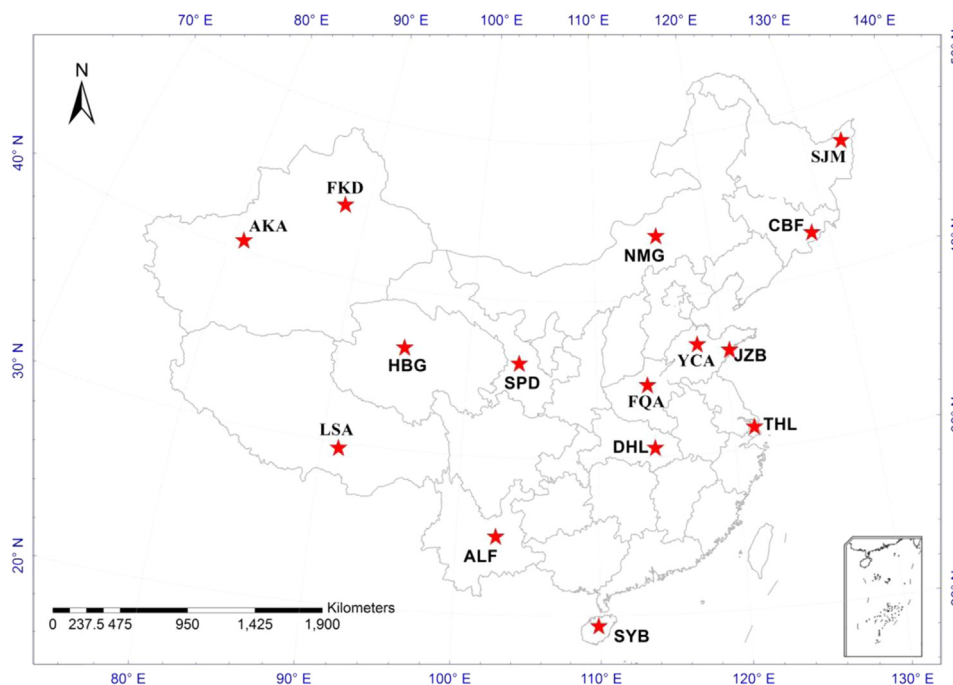 70° E 80° E 90° E 100° E 110° E 120° E 130° E 140° E
N
40° N
30° N
20° N
SJM
FKD
AKA
CBF
NMG
HBG
SPD
YCA
JZB
FQA
LSA
THL
DHL
ALF
SYB
Kilometers
0 237.5 475 950 1,425 1,900
80° E 90° E 100° E 110° E 120° E 130° E